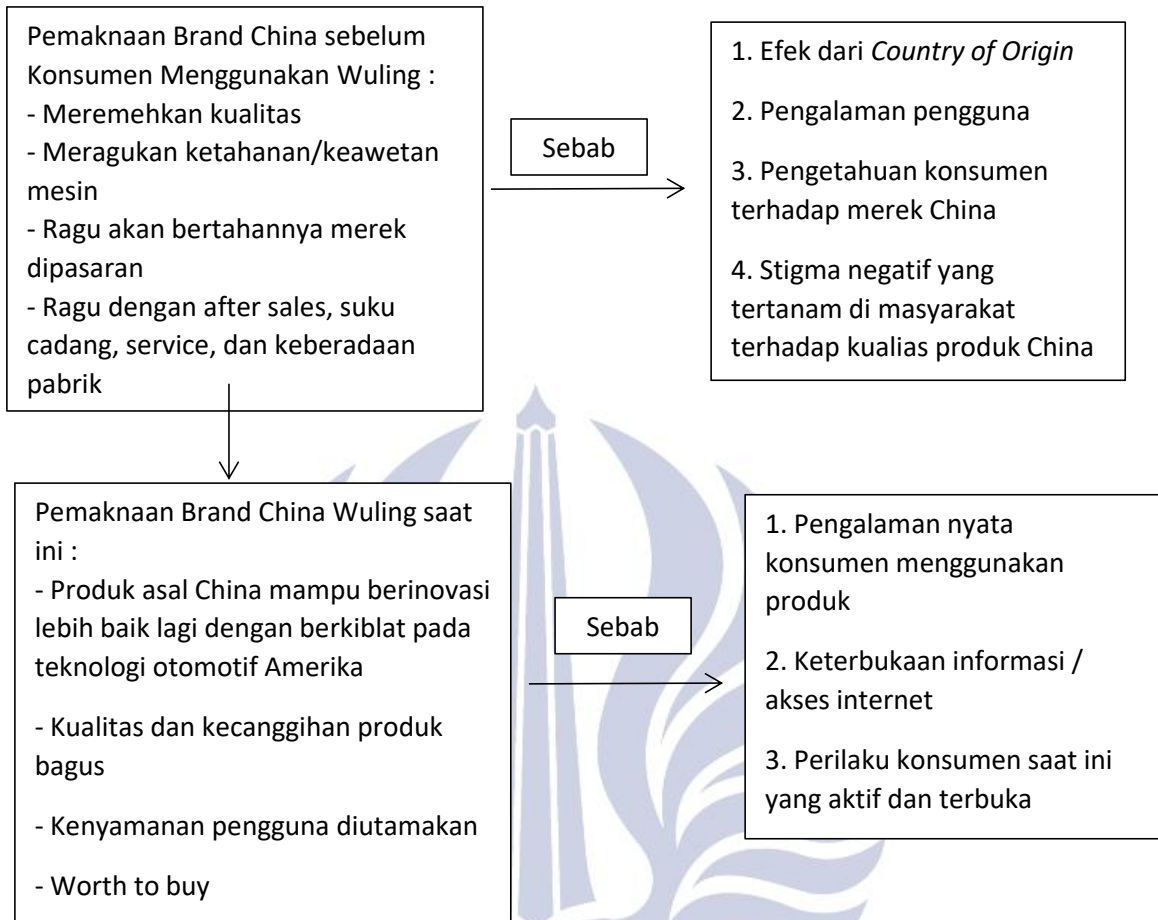 Pemaknaan Brand China sebelum
Konsumen Menggunakan Wuling :
- Meremehkan kualitas
- Meragukan ketahanan/keawetan
mesin
- Ragu akan bertahannya merek
dipasaran
- Ragu dengan after sales, suku
cadang, service, dan keberadaan
pabrik
Sebab
1. Efek dari Country of Origin
2. Pengalaman pengguna
3. Pengetahuan konsumen
terhadap merek China
4. Stigma negatif yang
tertanam di masyarakat
terhadap kualias produk China
Pemaknaan Brand China Wuling saat
ini :
- Produk asal China mampu berinovasi
lebih baik lagi dengan berkiblat pada
teknologi otomotif Amerika
- Kualitas dan kecanggihan produk
bagus
- Kenyamanan pengguna diutamakan
- Worth to buy
Sebab
1. Pengalaman nyata
konsumen menggunakan
produk
2. Keterbukaan informasi /
akses internet
3. Perilaku konsumen saat ini
yang aktif dan terbuka